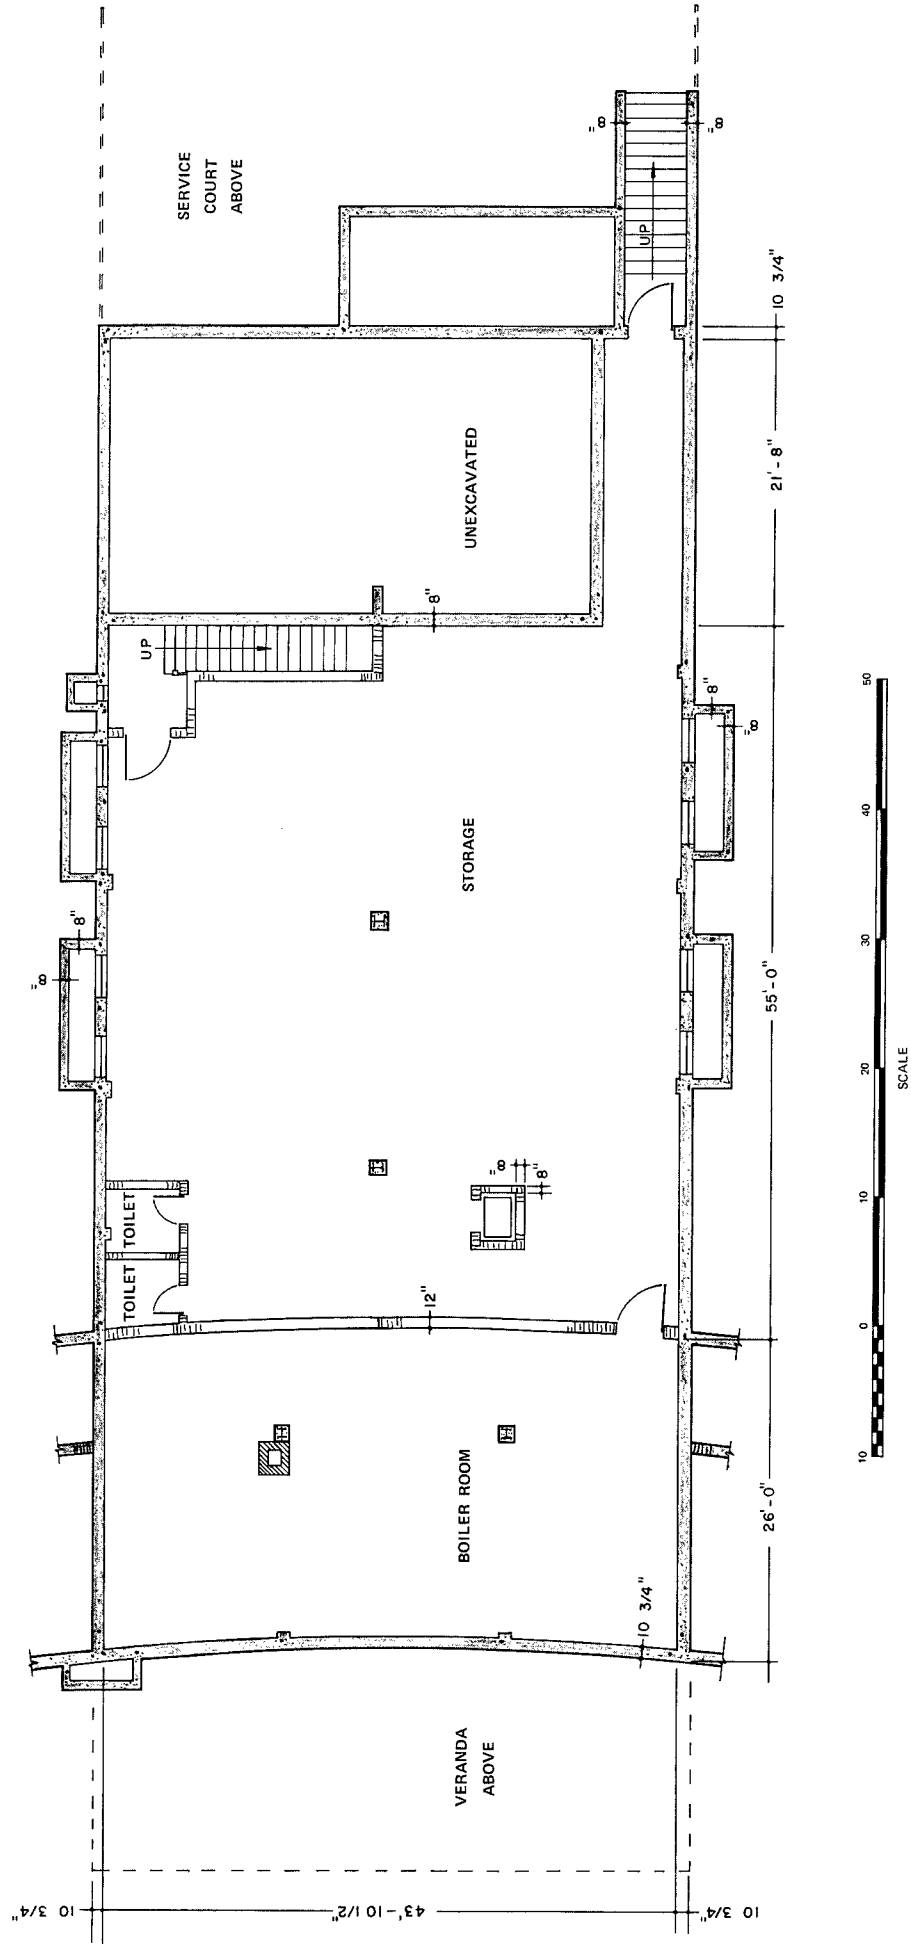 SERVICE
COURT
ABOVE
8"
8"
UP
10 3/4"
21'-8"
UNEXCAVATED
8"
UP
8"
8"
STORAGE
8"
8"
55'-0"
TOILET
TOILET
8"
8"
12"
BOILER ROOM
26'-0"
10 3/4"
VERANDA
ABOVE
10 3/4"
43'-10 1/2"
10 3/4"
10 0 10 20 30 40 50
SCALE